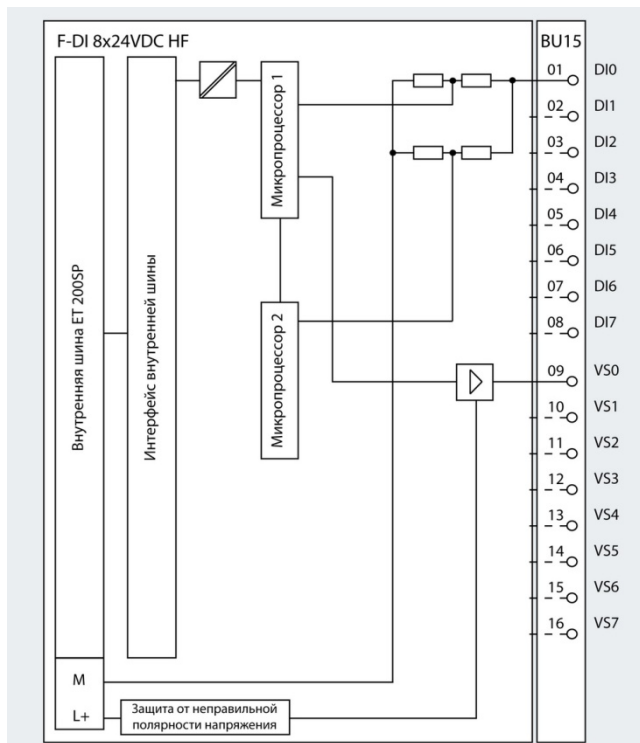 F-DI 8x24VDC HF
BU15
Внутренняя шина ET 200SP
Интерфейс внутренней шины
Микропроцессор 1
Микропроцессор 2
01 DI0
02 DI1
03 DI2
04 DI3
05 DI4
06 DI5
07 DI6
08 DI7
09 VS0
10 VS1
11 VS2
12 VS3
13 VS4
14 VS5
15 VS6
16 VS7
M
L+
Защита от неправильной
полярности напряжения